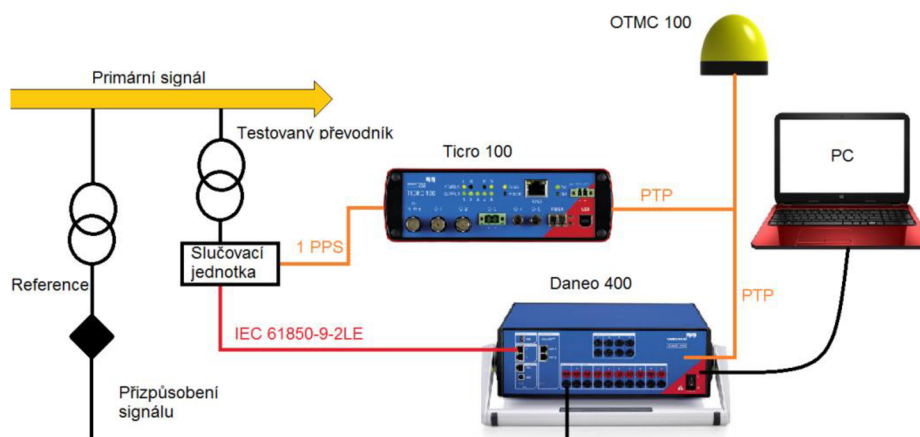 OTMC 100
Primární signál
Testovaný převodník
Ticro 100
PC
PTP
1 PPS
Slučovací
jednotka
Reference
Daneo 400
PTP
IEC 61850-9-2LE
Přizpůsobení
signálu